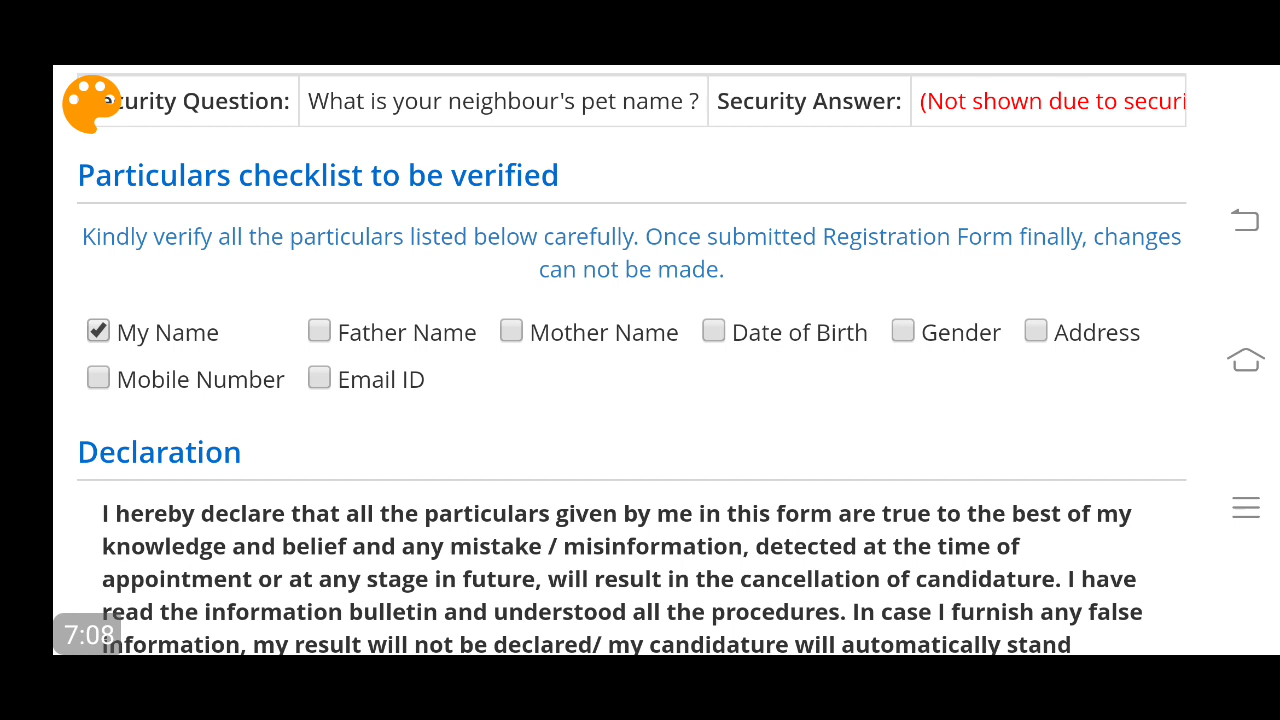 ecurity Question: What is your neighbour's pet name ? Security Answer: (Not shown due to securi
Particulars checklist to be verified
Kindly verify all the particulars listed below carefully. Once submitted Registration Form finally, changes
can not be made.
My Name Father Name Mother Name Date of Birth Gender Address
Mobile Number Email ID
Declaration
I hereby declare that all the particulars given by me in this form are true to the best of my
knowledge and belief and any mistake / misinformation, detected at the time of
appointment or at any stage in future, will result in the cancellation of candidature. I have
read the information bulletin and understood all the procedures. In case I furnish any false
information, my result will not be declared/ my candidature will automatically stand
7:08